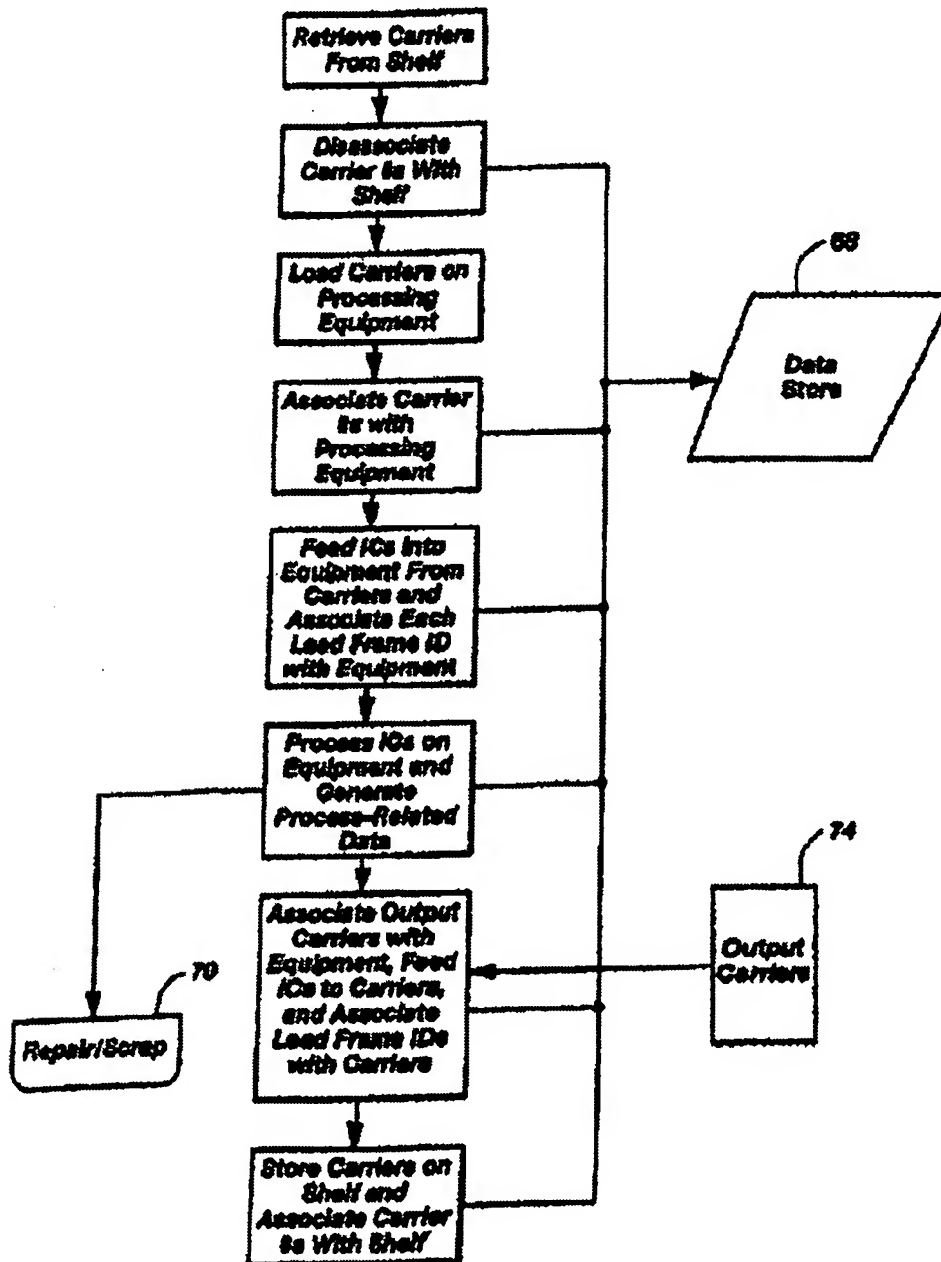 Retrieve Carriers
From Shelf
Disassociate
Carrier #s With
Shelf
Load Carriers on
Processing
Equipment
68
Data
Store
Associate Carrier
#s with
Processing
Equipment
Feed ICs into
Equipment From
Carriers and
Associate Each
Lead Frame ID
with Equipment
Process ICs on
Equipment and
Generate
Process-Related
Data
74
Output
Carriers
Associate Output
Carriers with
Equipment, Feed
ICs to Carriers,
and Associate
Lead Frame IDs
with Carriers
70
Repair/Scrap
Store Carriers on
Shelf and
Associate Carrier
#s With Shelf